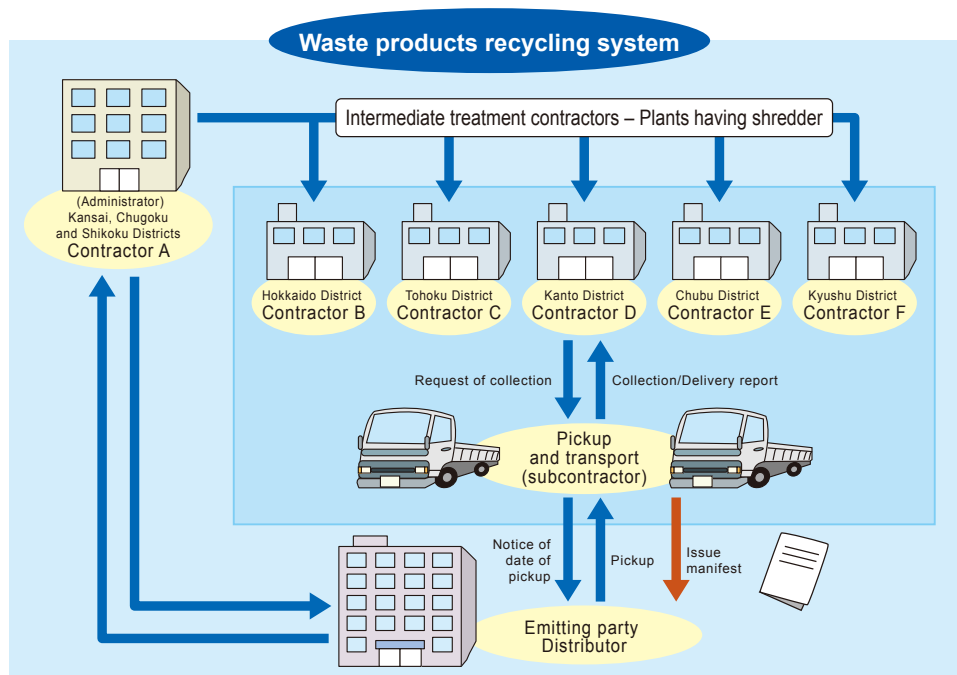 Waste products recycling system
Intermediate treatment contractors – Plants having shredder
(Administrator)
Kansai, Chugoku
and Shikoku Districts
Contractor A
Hokkaido District
Contractor B
Tohoku District
Contractor C
Kanto District
Contractor D
Chubu District
Contractor E
Kyushu District
Contractor F
Request of collection
Collection/Delivery report
Pickup
and transport
(subcontractor)
Notice of
date of
pickup
Pickup
Issue
manifest
Emitting party
Distributor